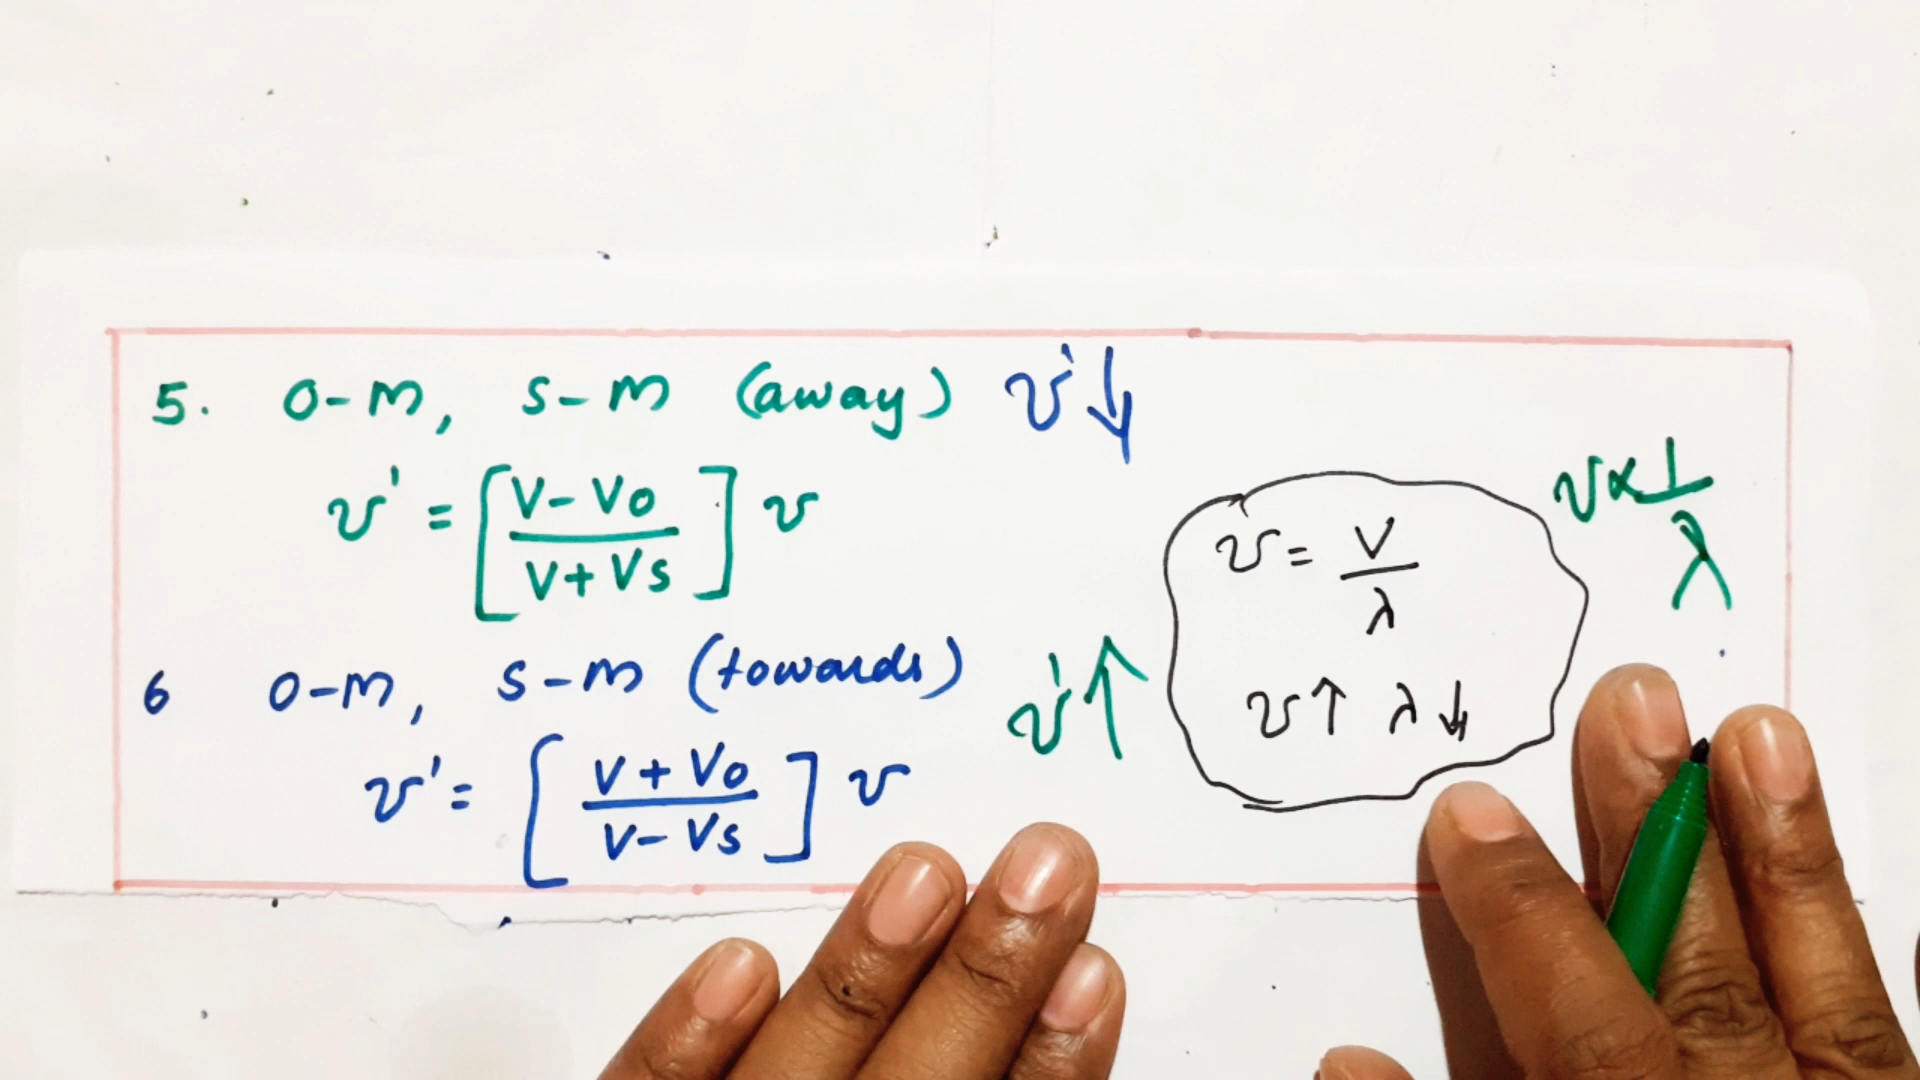 5. O-M, S-M (away) υ'↓
υ' = [V-Vo / V+Vs] υ
6 O-M, S-M (towards) υ'↑
υ' = [V+Vo / V-Vs] υ
υ = V/λ
υ↑ λ↓
υ∝1/λ